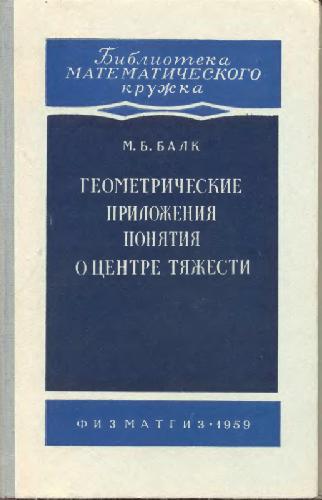 Библиотека
МАТЕМАТИЧЕСКОГО
кружка
М. Б. БАЛК
ГЕОМЕТРИЧЕСКИЕ
ПРИЛОЖЕНИЯ
ПОНЯТИЯ
О ЦЕНТРЕ ТЯЖЕСТИ
ФИЗМАТГИЗ • 1959